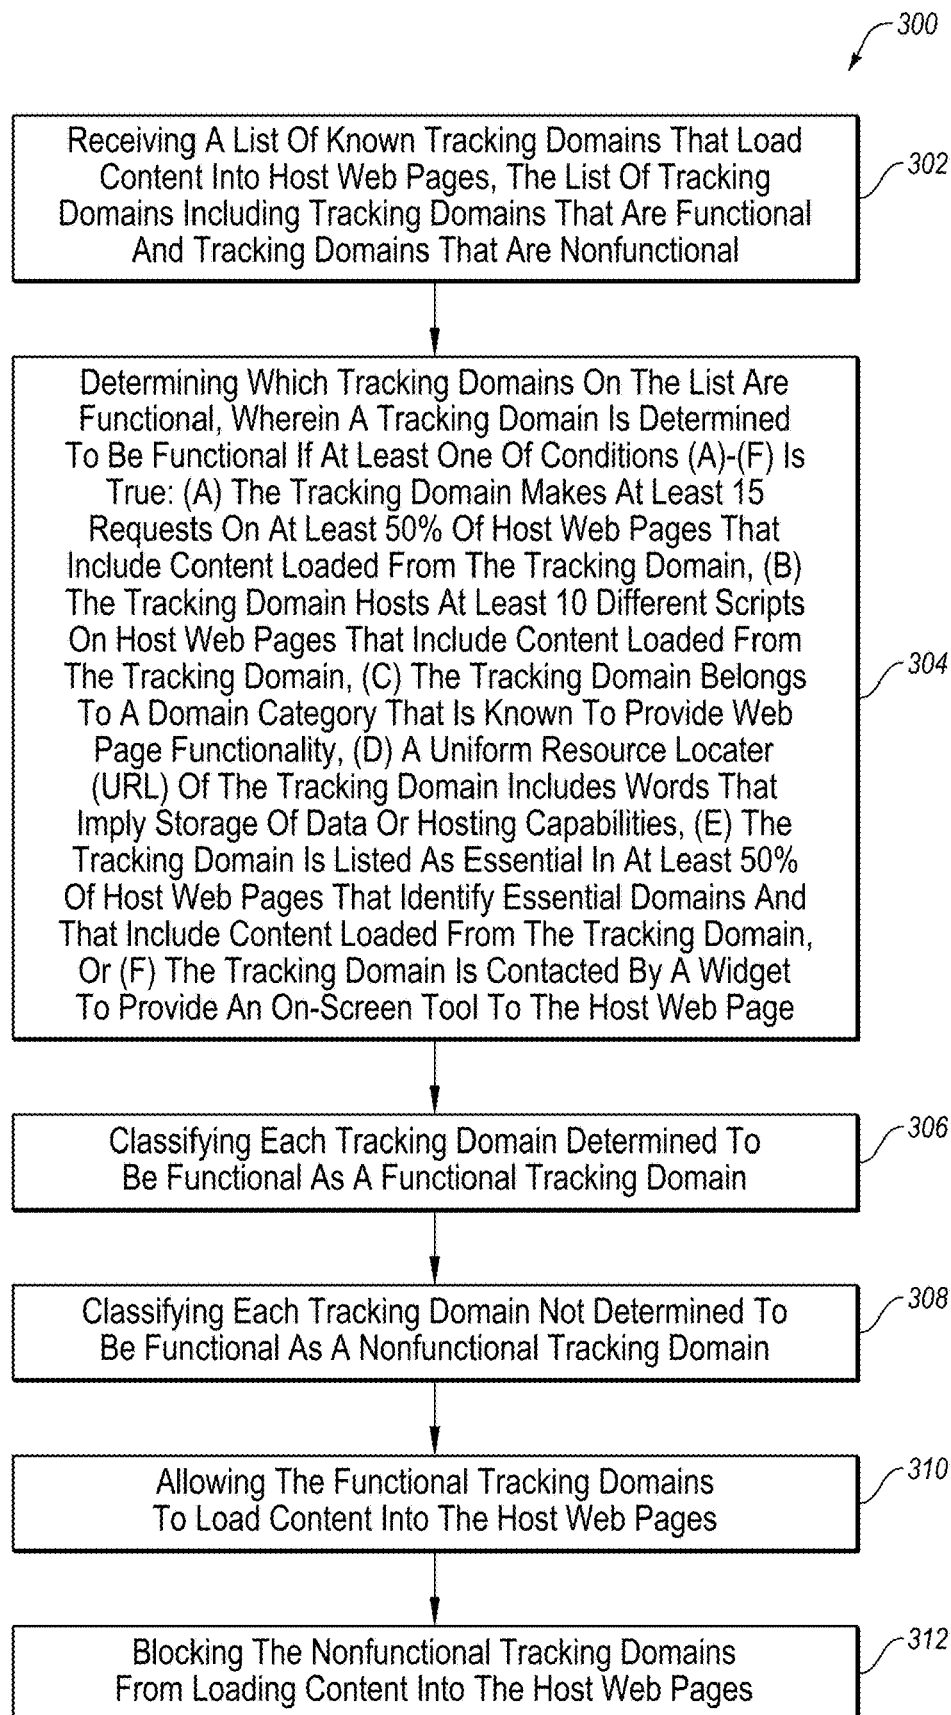 300
Receiving A List Of Known Tracking Domains That Load
Content Into Host Web Pages, The List Of Tracking
Domains Including Tracking Domains That Are Functional
And Tracking Domains That Are Nonfunctional
302
Determining Which Tracking Domains On The List Are
Functional, Wherein A Tracking Domain Is Determined
To Be Functional If At Least One Of Conditions (A)-(F) Is
True: (A) The Tracking Domain Makes At Least 15
Requests On At Least 50% Of Host Web Pages That
Include Content Loaded From The Tracking Domain, (B)
The Tracking Domain Hosts At Least 10 Different Scripts
On Host Web Pages That Include Content Loaded From
The Tracking Domain, (C) The Tracking Domain Belongs
To A Domain Category That Is Known To Provide Web
Page Functionality, (D) A Uniform Resource Locater
(URL) Of The Tracking Domain Includes Words That
Imply Storage Of Data Or Hosting Capabilities, (E) The
Tracking Domain Is Listed As Essential In At Least 50%
Of Host Web Pages That Identify Essential Domains And
That Include Content Loaded From The Tracking Domain,
Or (F) The Tracking Domain Is Contacted By A Widget
To Provide An On-Screen Tool To The Host Web Page
304
Classifying Each Tracking Domain Determined To
Be Functional As A Functional Tracking Domain
306
Classifying Each Tracking Domain Not Determined To
Be Functional As A Nonfunctional Tracking Domain
308
Allowing The Functional Tracking Domains
To Load Content Into The Host Web Pages
310
Blocking The Nonfunctional Tracking Domains
From Loading Content Into The Host Web Pages
312